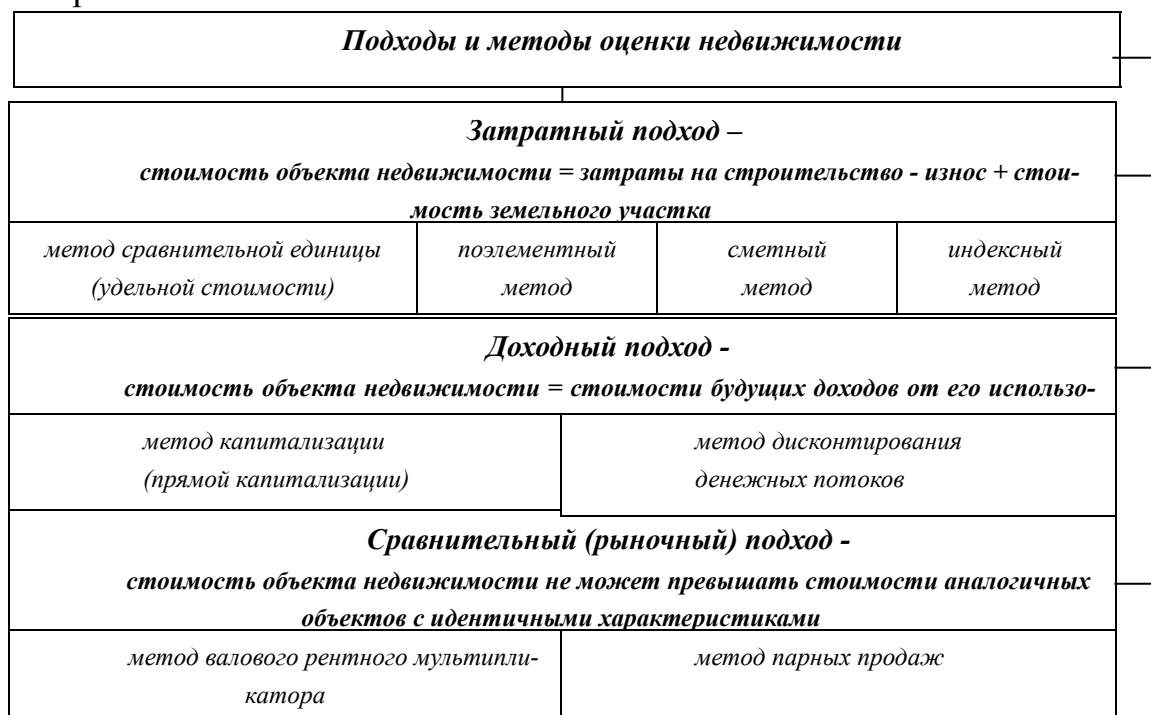 Подходы и методы оценки недвижимости
Затратный подход –
стоимость объекта недвижимости = затраты на строительство - износ + стои-
мость земельного участка
метод сравнительной единицы
(удельной стоимости)
поэлементный
метод
сметный
метод
индексный
метод
Доходный подход -
стоимость объекта недвижимости = стоимости будущих доходов от его использо-
метод капитализации
(прямой капитализации)
метод дисконтирования
денежных потоков
Сравнительный (рыночный) подход -
стоимость объекта недвижимости не может превышать стоимости аналогичных
объектов с идентичными характеристиками
метод валового рентного мультипли-
катора
метод парных продаж